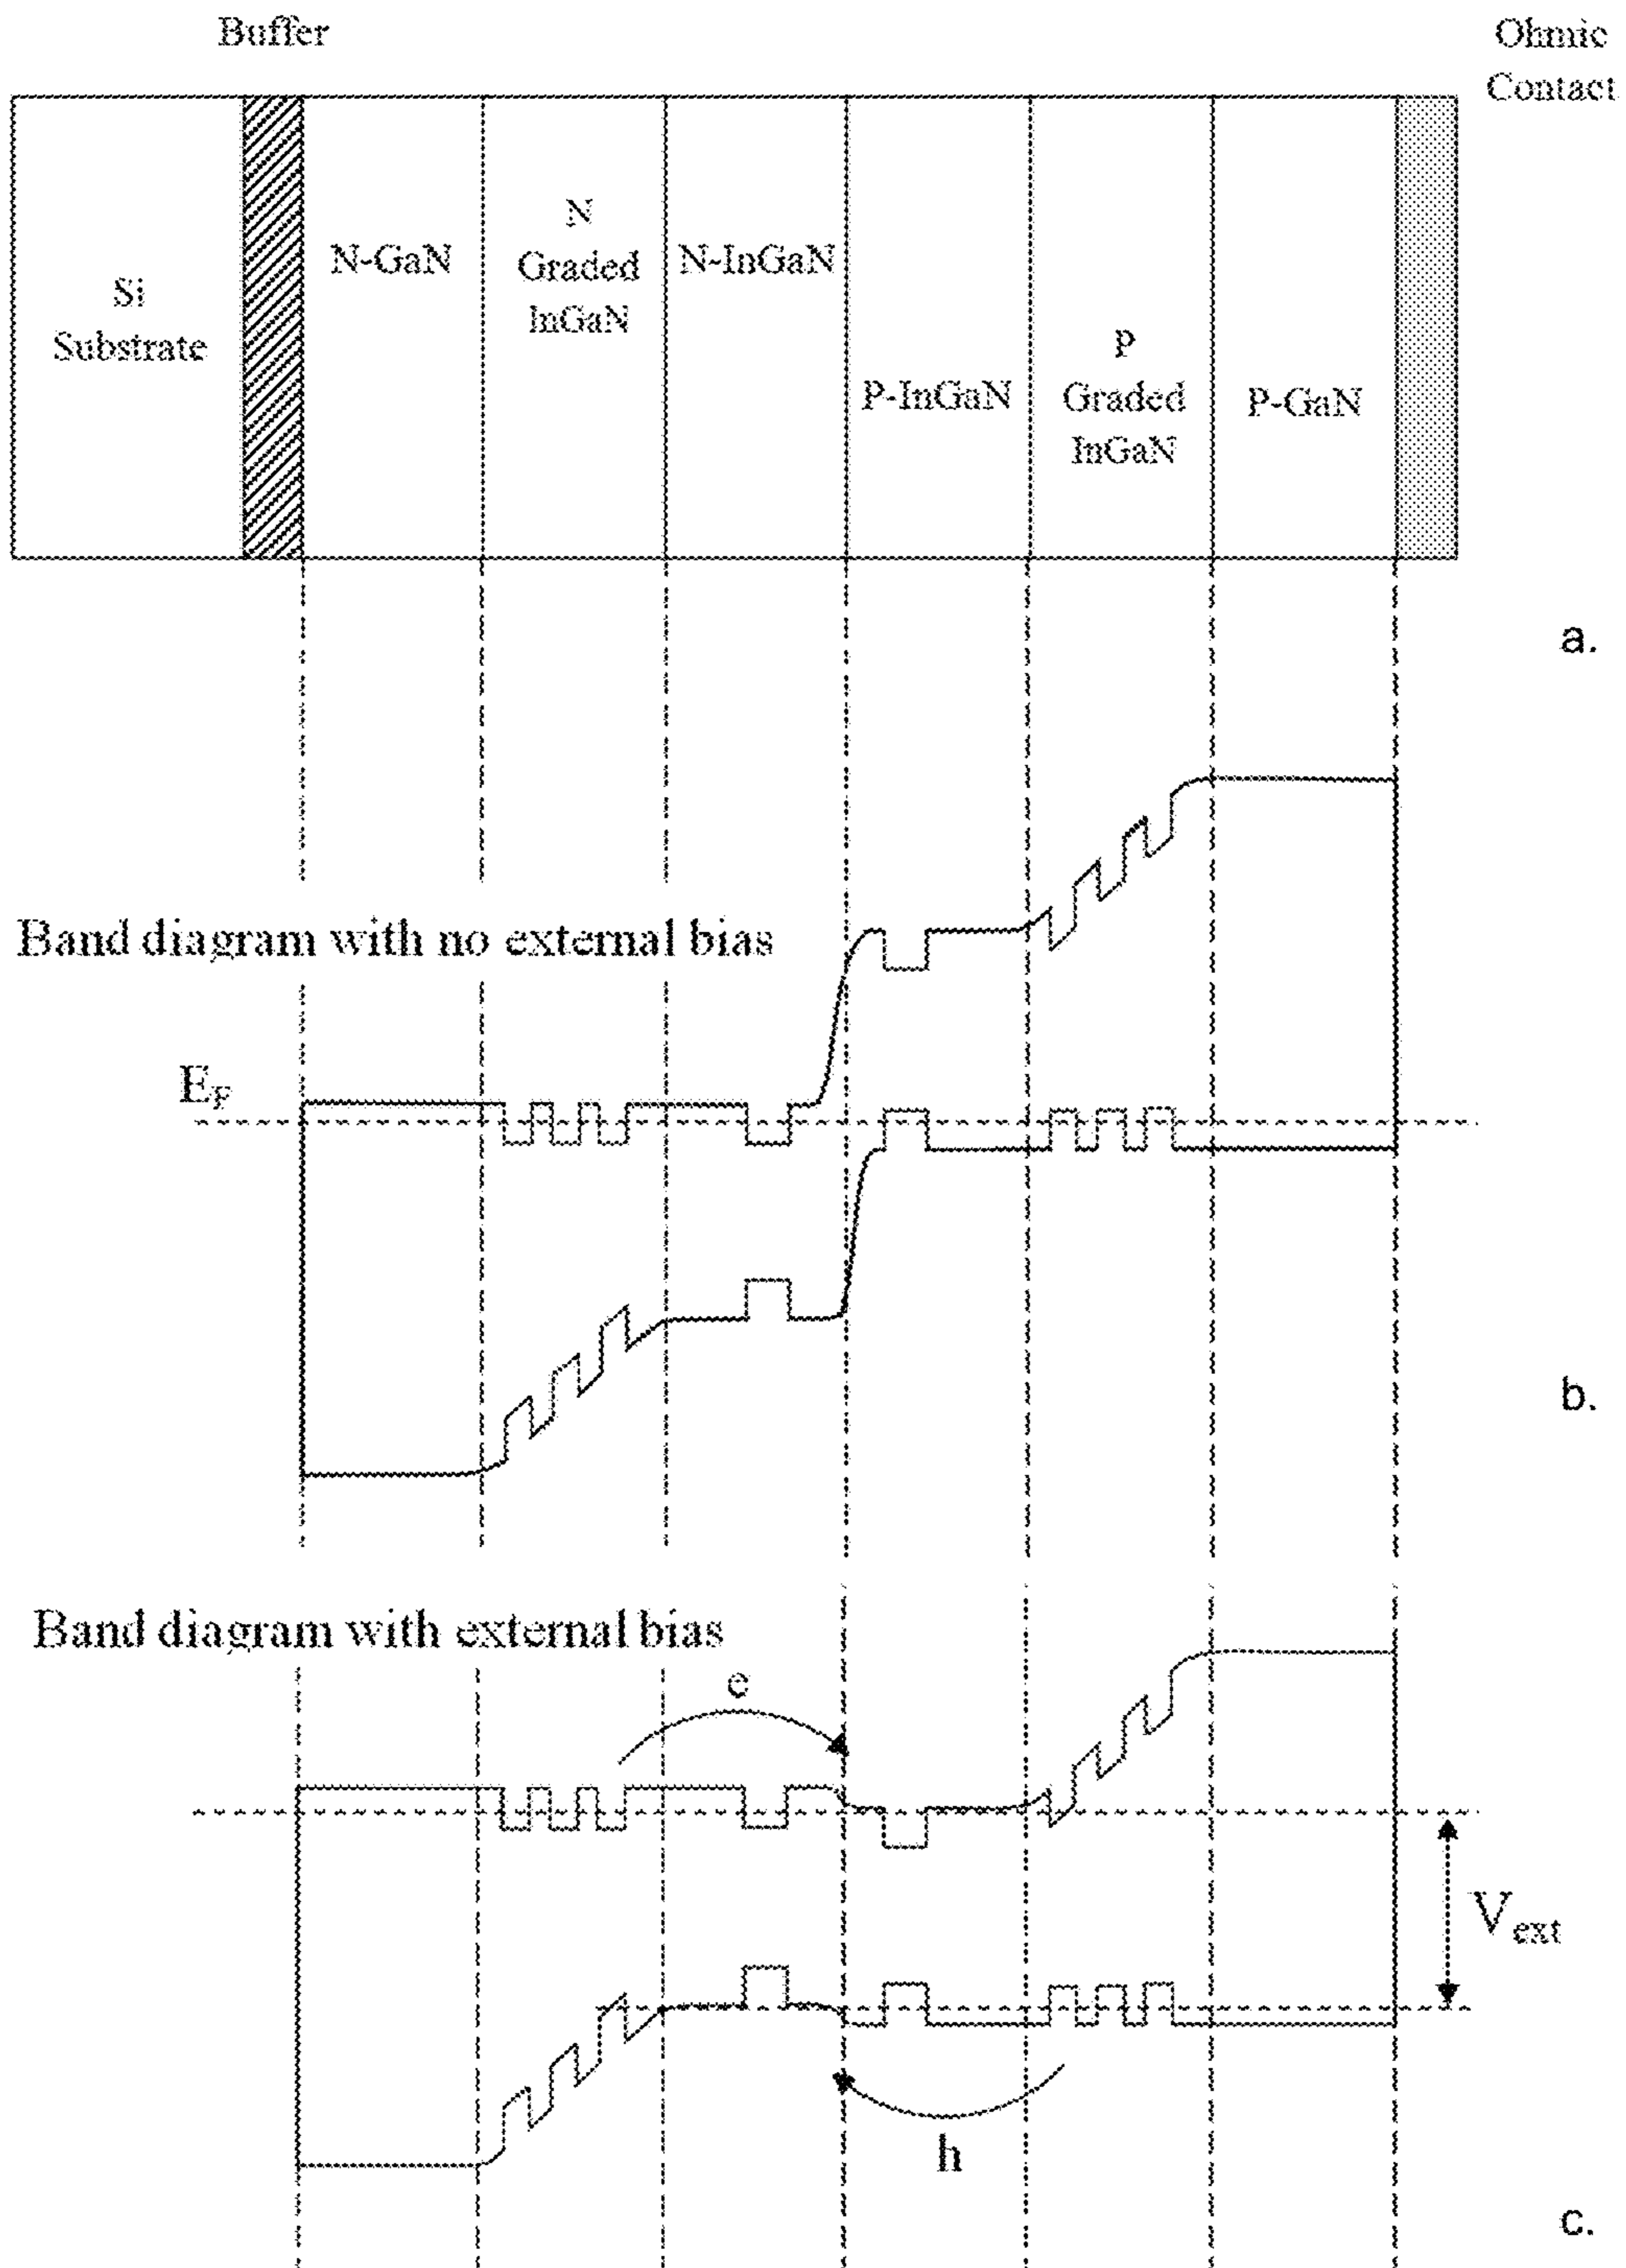 Buffer
Ohmic
Contact
Si
Substrate
N-GaN
N
Graded
InGaN
N-InGaN
P-InGaN
P
Graded
InGaN
P-GaN
a.
Band diagram with no external bias
EF
b.
Band diagram with external bias
e
Vext
h
c.